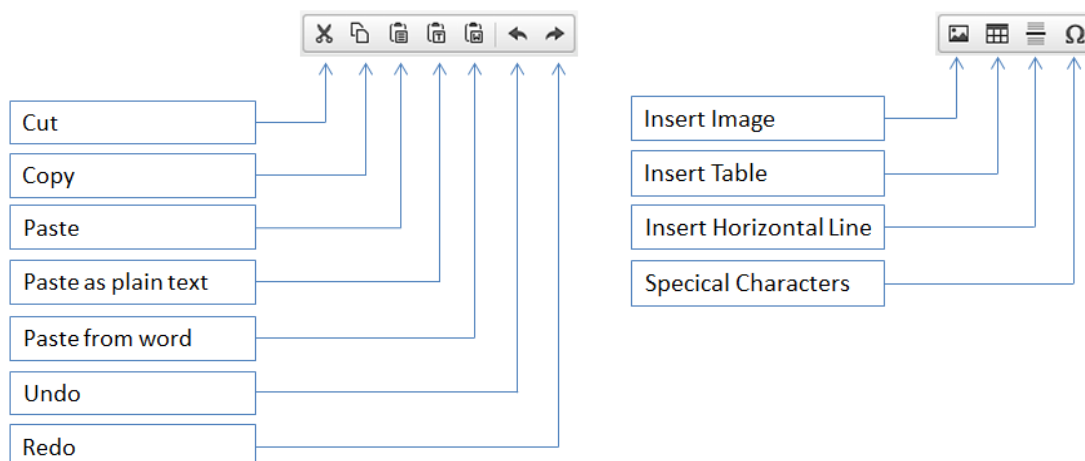 Cut
Copy
Paste
Paste as plain text
Paste from word
Undo
Redo
Insert Image
Insert Table
Insert Horizontal Line
Specical Characters